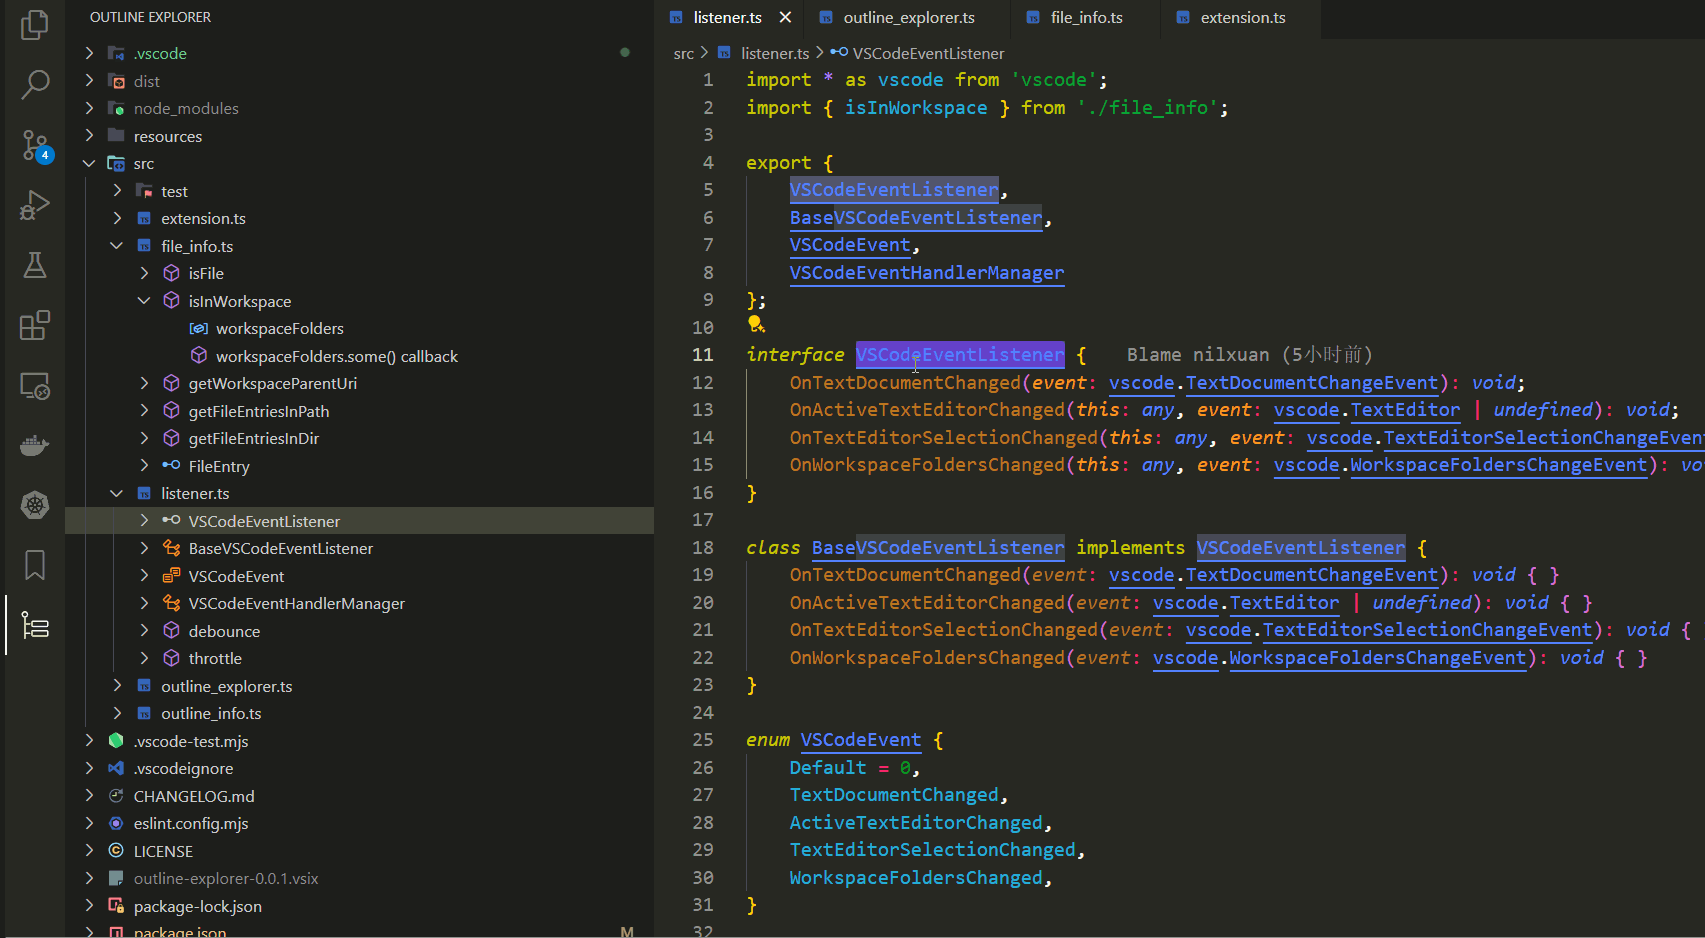 OUTLINE EXPLORER
.vscode
dist
node_modules
resources
src
test
extension.ts
file_info.ts
isFile
isInWorkspace
workspaceFolders
workspaceFolders.some() callback
getWorkspaceParentUri
getFileEntriesInPath
getFileEntriesInDir
FileEntry
listener.ts
VSCodeEventListener
BaseVSCodeEventListener
VSCodeEvent
VSCodeEventHandlerManager
debounce
throttle
outline_explorer.ts
outline_info.ts
.vscode-test.mjs
.vscodeignore
CHANGELOG.md
eslint.config.mjs
LICENSE
outline-explorer-0.0.1.vsix
package-lock.json
package.json M
4
listener.ts outline_explorer.ts file_info.ts extension.ts
src > listener.ts > VSCodeEventListener
1 import * as vscode from 'vscode';
2 import { isInWorkspace } from './file_info';
3
4 export {
5 VSCodeEventListener,
6 BaseVSCodeEventListener,
7 VSCodeEvent,
8 VSCodeEventHandlerManager
9 };
10
11 interface VSCodeEventListener { Blame nilxuan (5小时前)
12 OnTextDocumentChanged(event: vscode.TextDocumentChangeEvent): void;
13 OnActiveTextEditorChanged(this: any, event: vscode.TextEditor | undefined): void;
14 OnTextEditorSelectionChanged(this: any, event: vscode.TextEditorSelectionChangeEven
15 OnWorkspaceFoldersChanged(this: any, event: vscode.WorkspaceFoldersChangeEvent): vo
16 }
17
18 class BaseVSCodeEventListener implements VSCodeEventListener {
19 OnTextDocumentChanged(event: vscode.TextDocumentChangeEvent): void { }
20 OnActiveTextEditorChanged(event: vscode.TextEditor | undefined): void { }
21 OnTextEditorSelectionChanged(event: vscode.TextEditorSelectionChangeEvent): void {
22 OnWorkspaceFoldersChanged(event: vscode.WorkspaceFoldersChangeEvent): void { }
23 }
24
25 enum VSCodeEvent {
26 Default = 0,
27 TextDocumentChanged,
28 ActiveTextEditorChanged,
29 TextEditorSelectionChanged,
30 WorkspaceFoldersChanged,
31 }
32